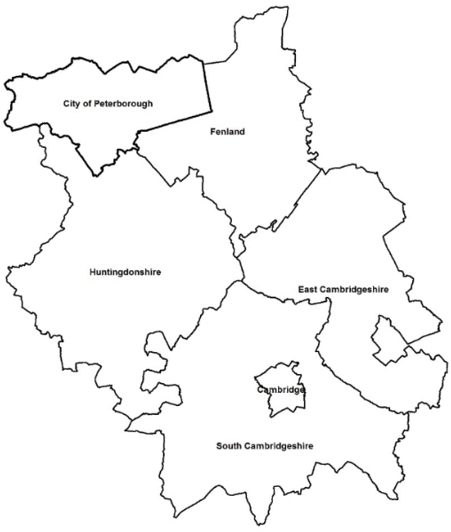 City of Peterborough
Fenland
Huntingdonshire
East Cambridgeshire
Cambridge
South Cambridgeshire